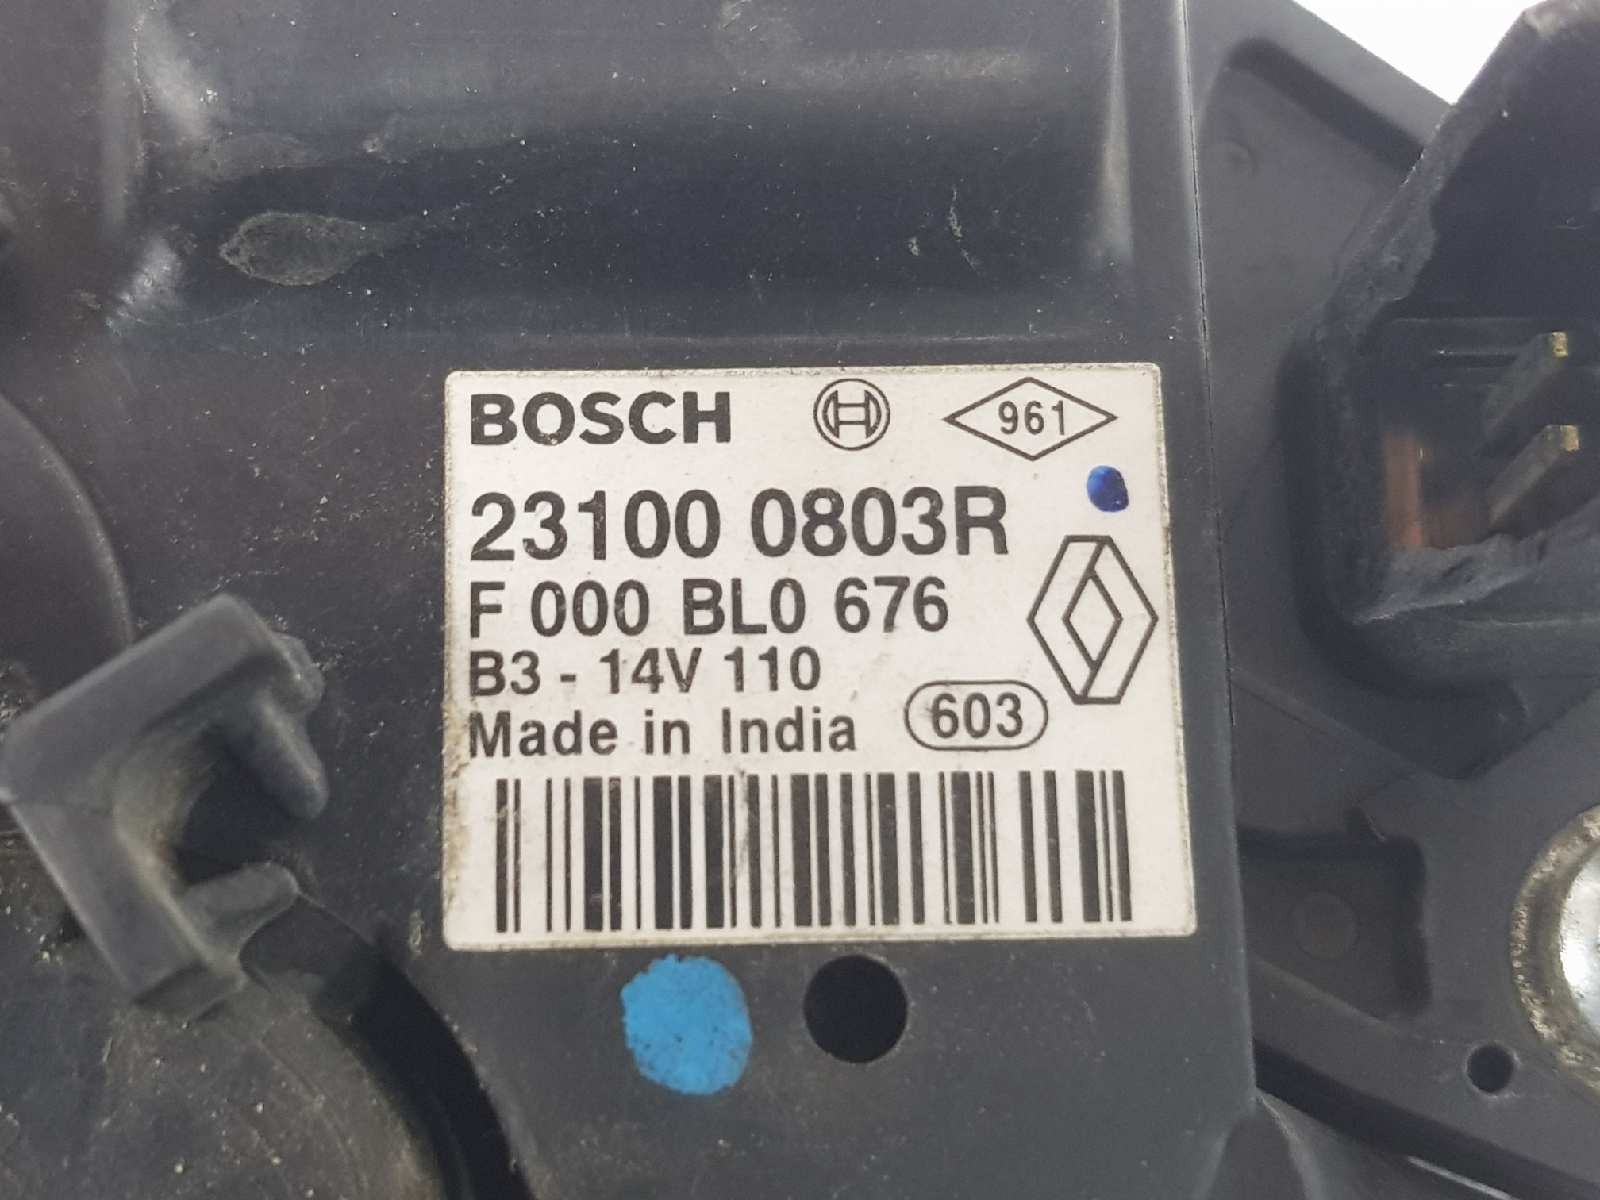 BOSCH 961
23100 0803R
F 000 BL0 676
B3 - 14V 110
Made in India 603